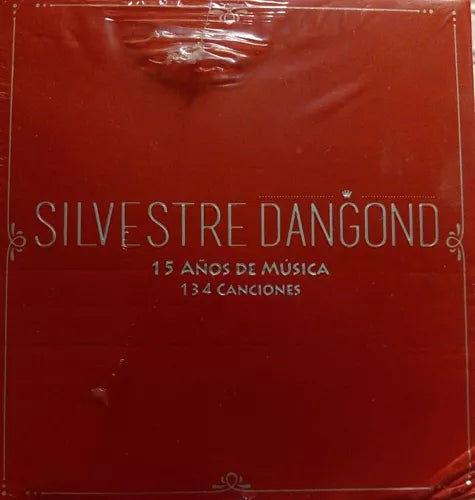 SILVESTRE DANGOND
15 AÑOS DE MÚSICA
134 CANCIONES